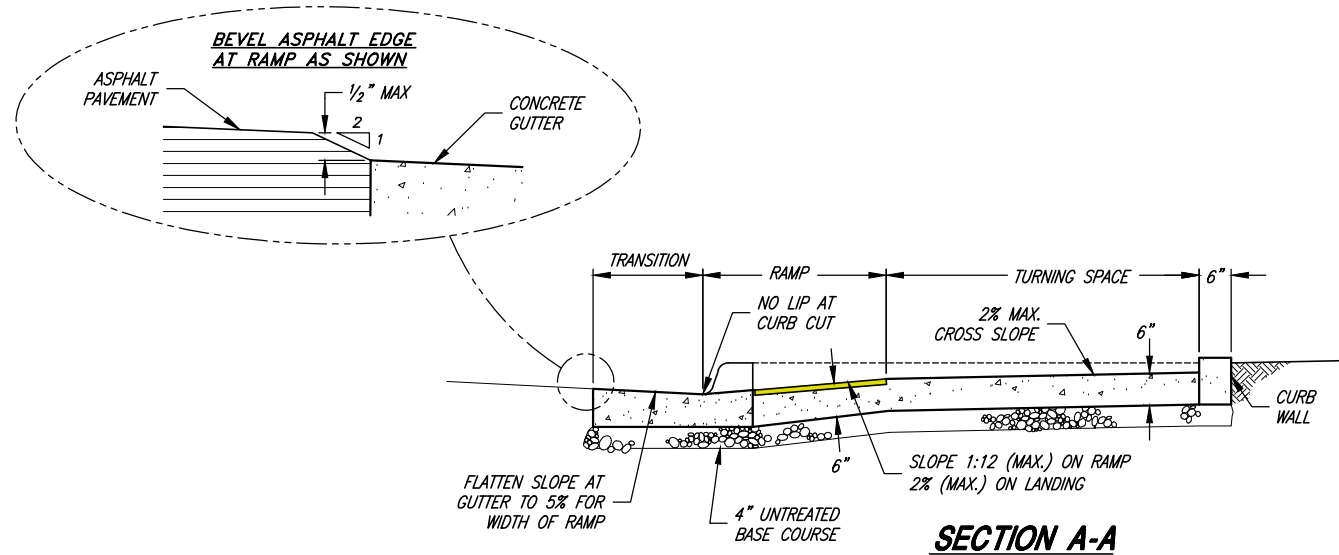 BEVEL ASPHALT EDGE
AT RAMP AS SHOWN
ASPHALT
PAVEMENT
½" MAX
2
1
CONCRETE
GUTTER
TRANSITION
RAMP
TURNING SPACE
6"
NO LIP AT
CURB CUT
2% MAX.
CROSS SLOPE
6"
CURB
WALL
6"
SLOPE 1:12 (MAX.) ON RAMP
2% (MAX.) ON LANDING
FLATTEN SLOPE AT
GUTTER TO 5% FOR
WIDTH OF RAMP
4" UNTREATED
BASE COURSE
SECTION A-A